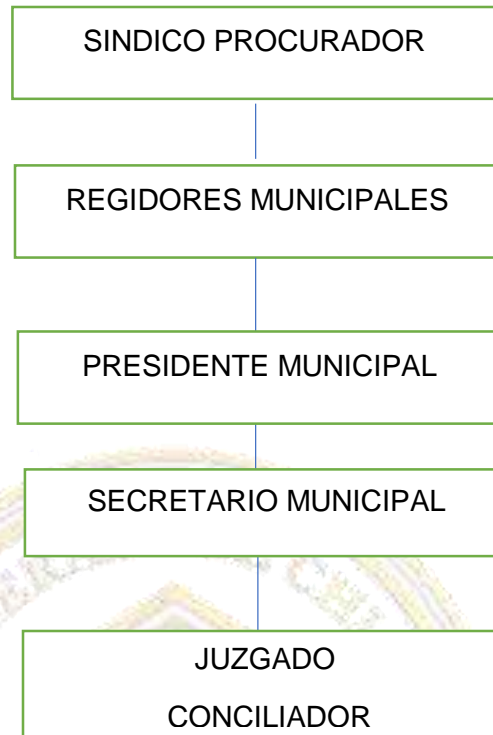 SINDICO PROCURADOR
REGIDORES MUNICIPALES
PRESIDENTE MUNICIPAL
SECRETARIO MUNICIPAL
JUZGADO
CONCILIADOR